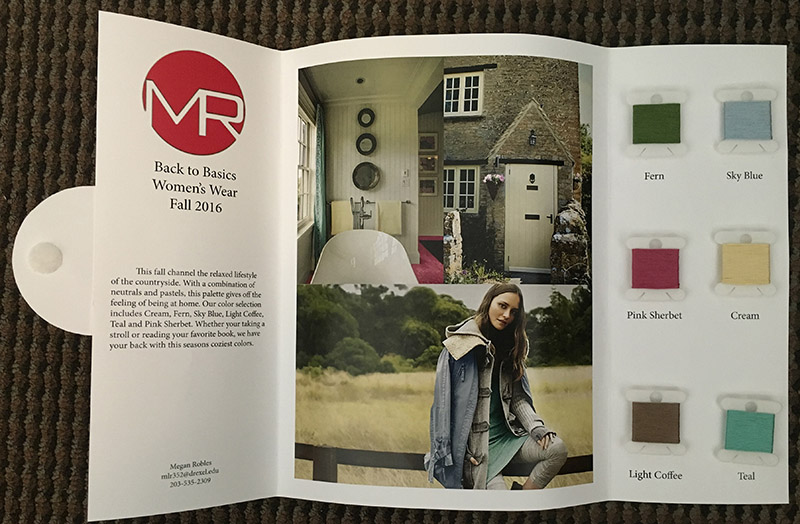 MR
Back to Basics
Women's Wear
Fall 2016
This fall channel the relaxed lifestyle
of the countryside. With a combination of
neutrals and pastels, this palette gives off the
feeling of being at home. Our color selection
includes Cream, Fern, Sky Blue, Light Coffee,
Teal and Pink Sherbet. Whether your taking a
stroll or reading your favorite book, we have
your back with this seasons coziest colors.
Megan Robles
mlr352@drexel.edu
203-535-2309
Fern
Sky Blue
Pink Sherbet
Cream
Light Coffee
Teal